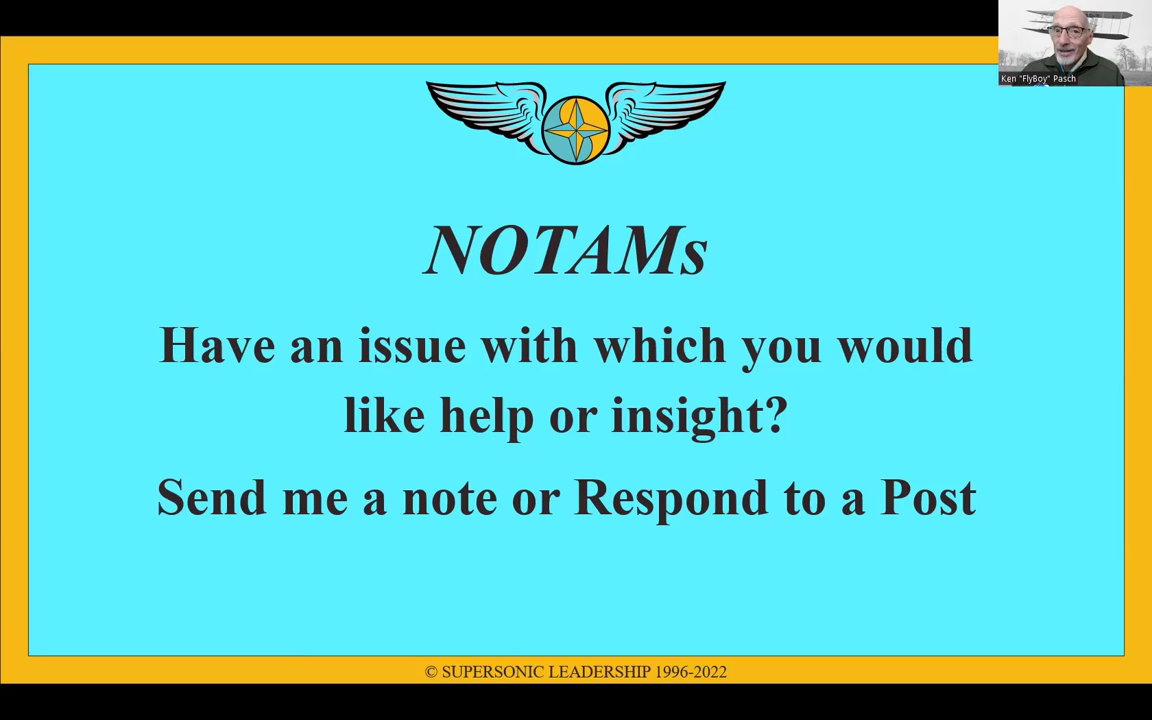 Ken "FlyBoy" Pasch
NOTAMs
Have an issue with which you would
like help or insight?
Send me a note or Respond to a Post
© SUPERSONIC LEADERSHIP 1996-2022